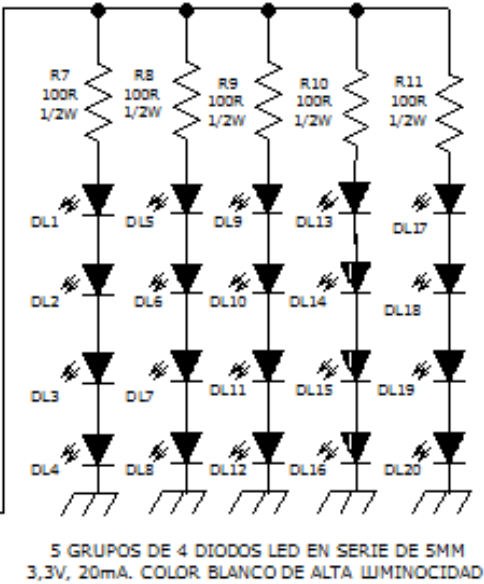 R7
100R
1/2W
R8
100R
1/2W
R9
100R
1/2W
R10
100R
1/2W
R11
100R
1/2W
DL1
DL5
DL9
DL13
DL17
DL2
DL6
DL10
DL14
DL18
DL3
DL7
DL11
DL15
DL19
DL4
DL8
DL12
DL16
DL20
5 GRUPOS DE 4 DIODOS LED EN SERIE DE 5MM
3,3V, 20mA. COLOR BLANCO DE ALTA LUMINOCIDAD